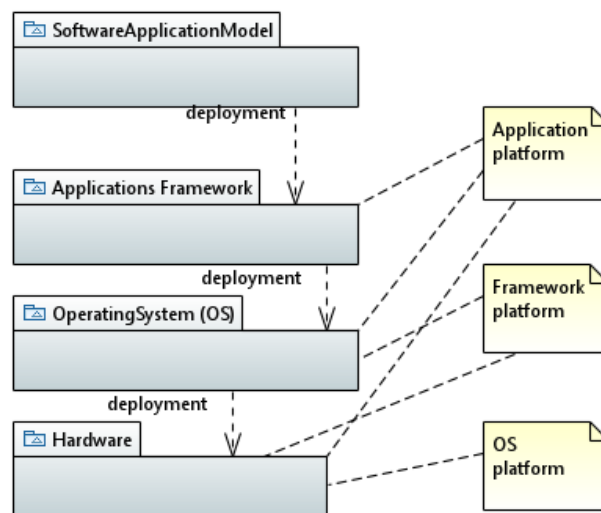 SoftwareApplicationModel
deployment
Application
platform
Applications Framework
deployment
Framework
platform
OperatingSystem (OS)
deployment
Hardware
OS
platform